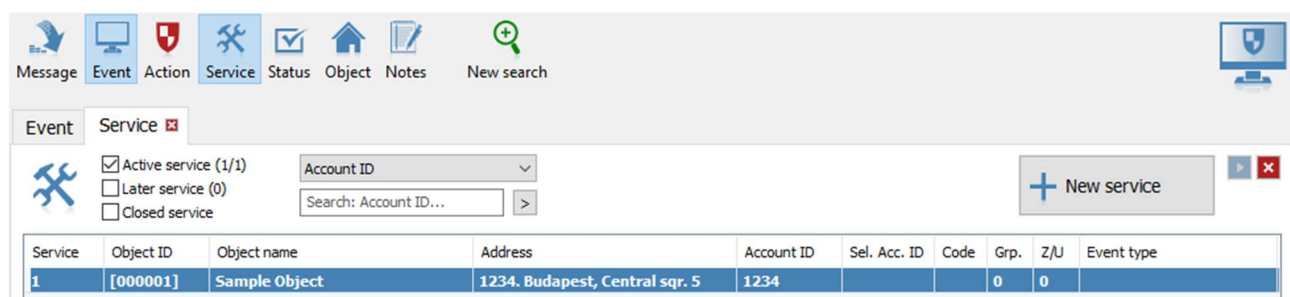 Message Event Action Service Status Object Notes New search
Event Service
Active service (1/1)
Later service (0)
Closed service
Account ID
Search: Account ID...
>
New service
Service Object ID Object name Address Account ID Sel. Acc. ID Code Grp. Z/U Event type
1 [000001] Sample Object 1234. Budapest, Central sqr. 5 1234 0 0